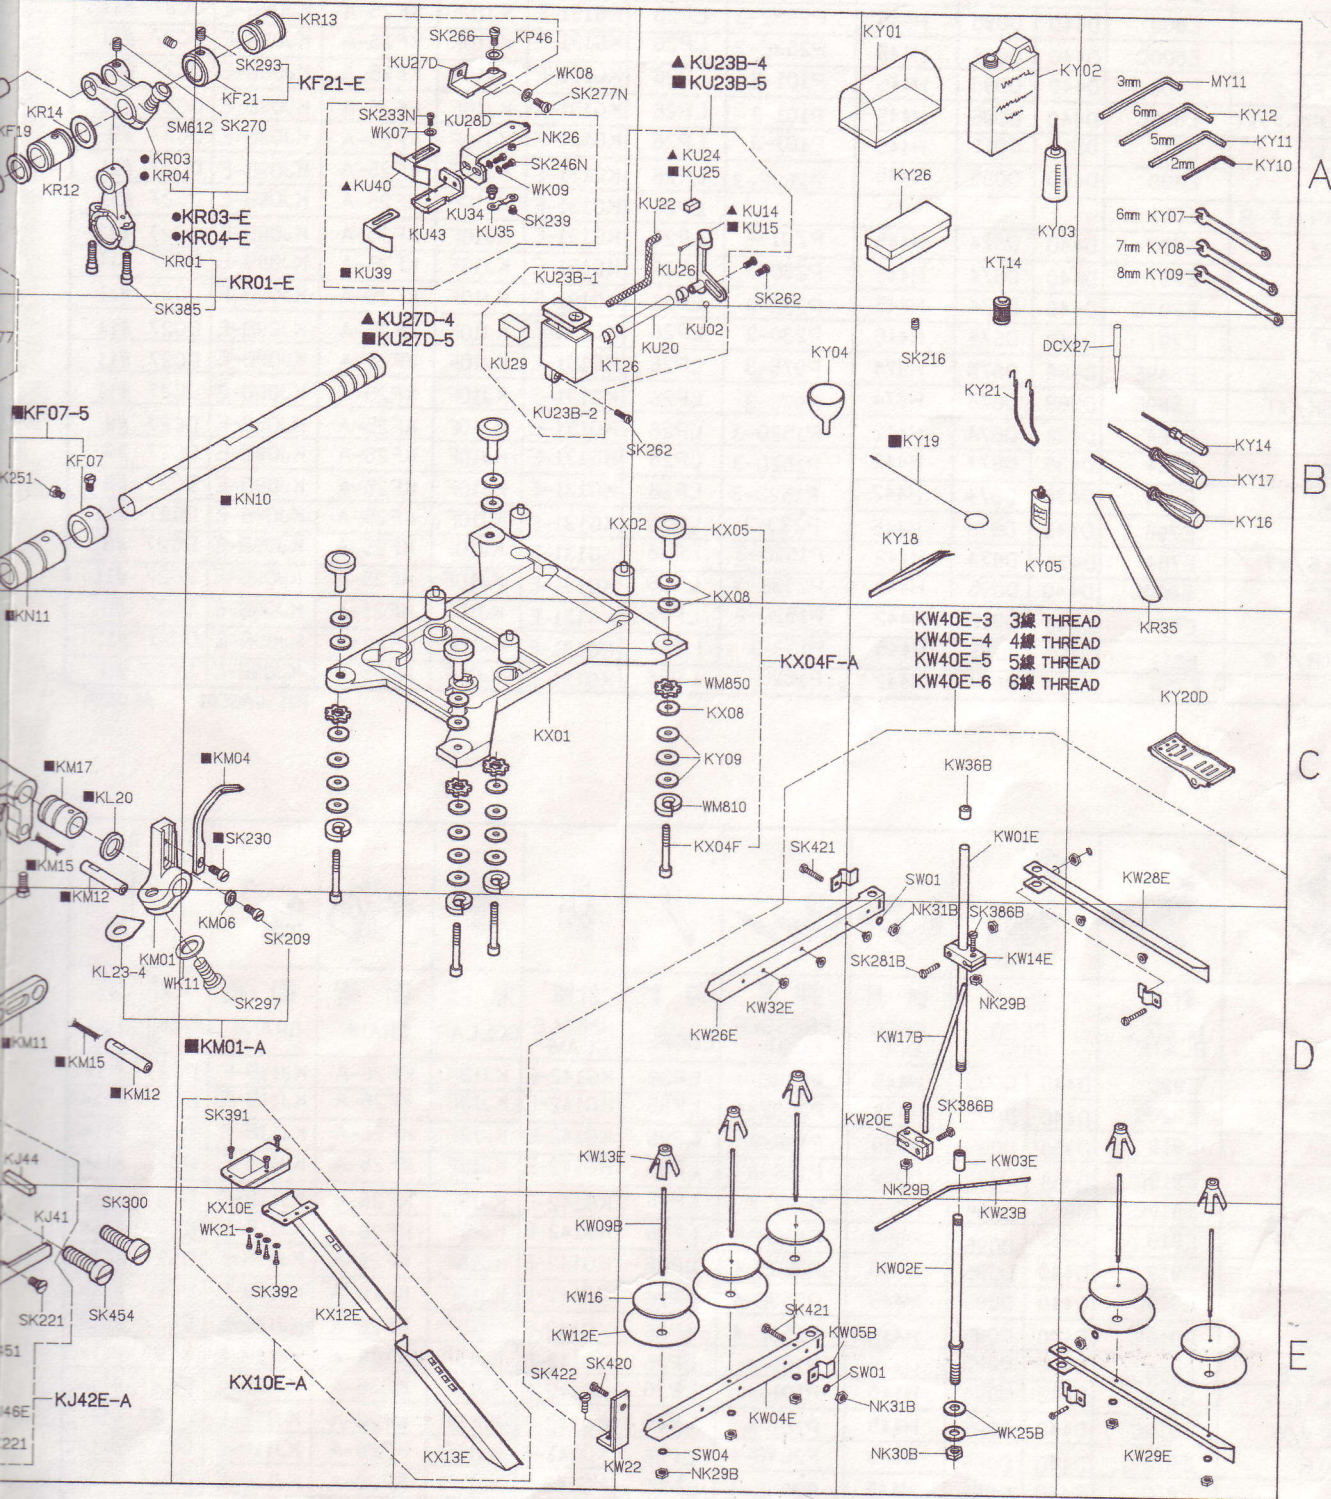 KR13
SK293
KF21
KF21-E
KR14
SM612
SK270
KF19
KR12
● KR03
● KR04
● KR03-E
● KR04-E
KR01
KR01-E
SK385
SK266
KP46
KU27D
WK08
SK277N
SK233N
WK07
KU28D
NK26
SK246N
WK09
▲ KU40
KU34
KU43
KU35
SK239
■ KU39
▲ KU27D-4
■ KU27D-5
▲ KU23B-4
■ KU23B-5
▲ KU24
■ KU25
KU22
▲ KU14
■ KU15
KU26
KU23B-1
SK262
KU02
KU20
KU29
KT26
KU23B-2
SK262
KY01
KY02
KY26
KY03
3mm MY11
6mm KY12
5mm KY11
2mm KY10
6mm KY07
7mm KY08
8mm KY09
A
KT14
SK216
KY04
KY21
DCX27
KY14
KY17
KY16
■ KY19
KY18
KY05
KR35
B
■ KF07-5
KF07
■ KN10
■ KN11
KX02
KX05
KX08
KX04F-A
WM850
KX08
KX01
KY09
WM810
KX04F
KW40E-3 3線 THREAD
KW40E-4 4線 THREAD
KW40E-5 5線 THREAD
KW40E-6 6線 THREAD
KY20D
C
■ KM17
■ KL20
■ KM04
■ SK230
■ KM15
■ KM12
KM06
SK209
KM01
KL23-4
WK11
SK297
■ KM01-A
■ KM11
■ KM15
■ KM12
KW36B
KW01E
SK421
SW01
NK31B
SK386B
KW28E
SK281B
KW14E
KW32E
NK29B
KW26E
KW17B
D
KW20E
SK386B
KW13E
KW03E
NK29B
KW23B
SK391
KX10E
WK21
SK392
KX12E
KX10E-A
KX13E
KJ44
KJ41
SK300
SK221
SK454
KJ42E-A
KW09B
KW02E
KW16
KW12E
SK421
KW05B
SK420
SK422
SW01
KW04E
NK31B
WK25B
SW04
KW22
NK29B
NK30B
KW29E
E